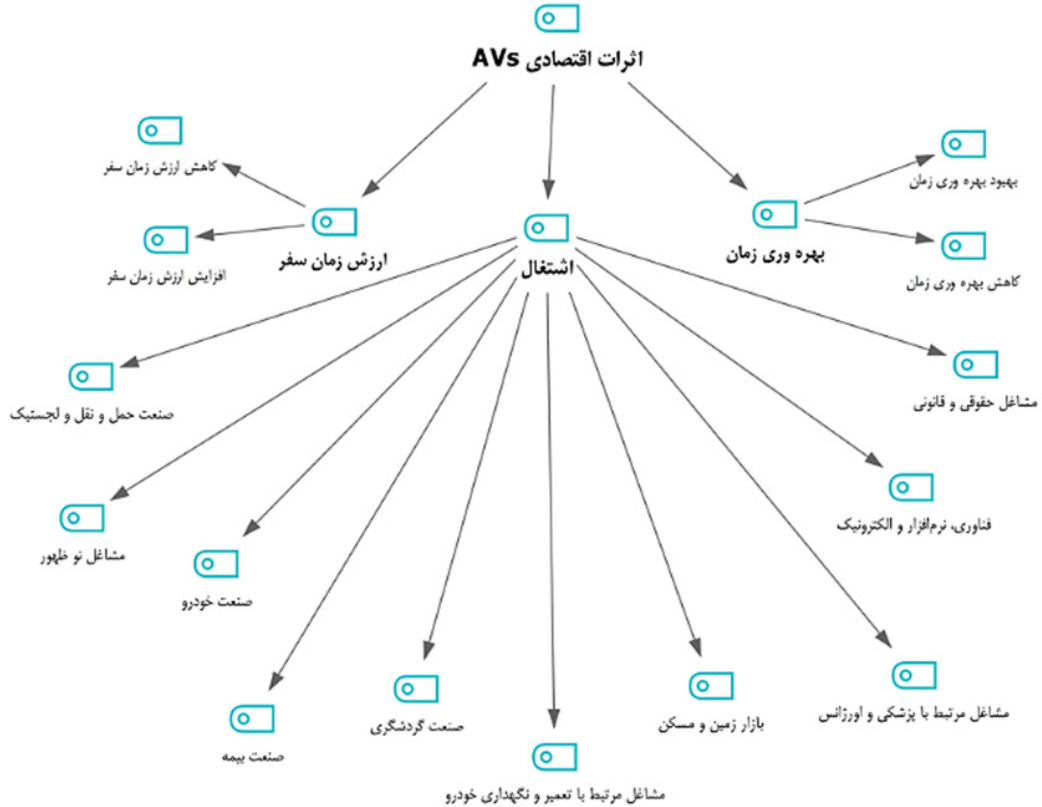 اثرات اقتصادی AVs
بهبود بهره وری زمان
کاهش ارزش زمان سفر
بهره وری زمان
اشتغال
ارزش زمان سفر
کاهش بهره وری زمان
افزایش ارزش زمان سفر
مشاغل حقوقی و قانونی
صنعت حمل و نقل و لجستیک
فناوری، نرم‌افزار و الکترونیک
مشاغل نو ظهور
صنعت خودرو
مشاغل مرتبط با پزشکی و اورژانس
بازار زمین و مسکن
صنعت گردشگری
صنعت بیمه
مشاغل مرتبط با تعمیر و نگهداری خودرو